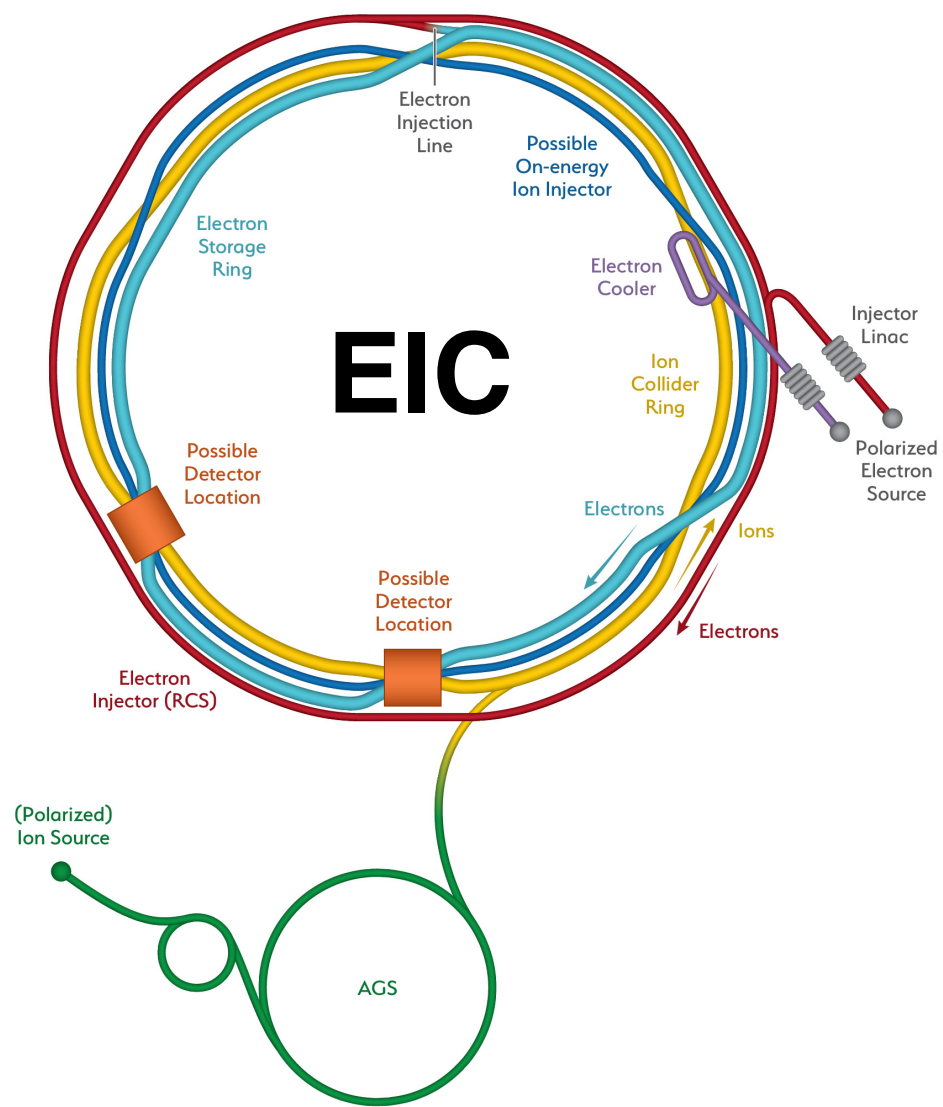 Electron
Injection
Line
Possible
On-energy
Ion Injector
Electron
Storage
Ring
Electron
Cooler
Injector
Linac
EIC
Ion
Collider
Ring
Possible
Detector
Location
Polarized
Electron
Source
Electrons
Ions
Possible
Detector
Location
Electrons
Electron
Injector (RCS)
(Polarized)
Ion Source
AGS